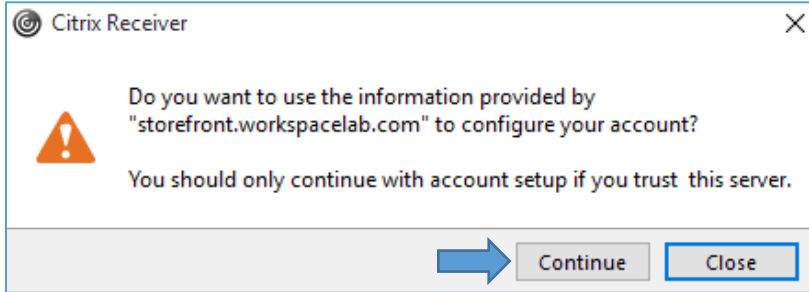 Citrix Receiver
Do you want to use the information provided by
"storefront.workspacelab.com" to configure your account?
You should only continue with account setup if you trust  this server.
Continue
Close